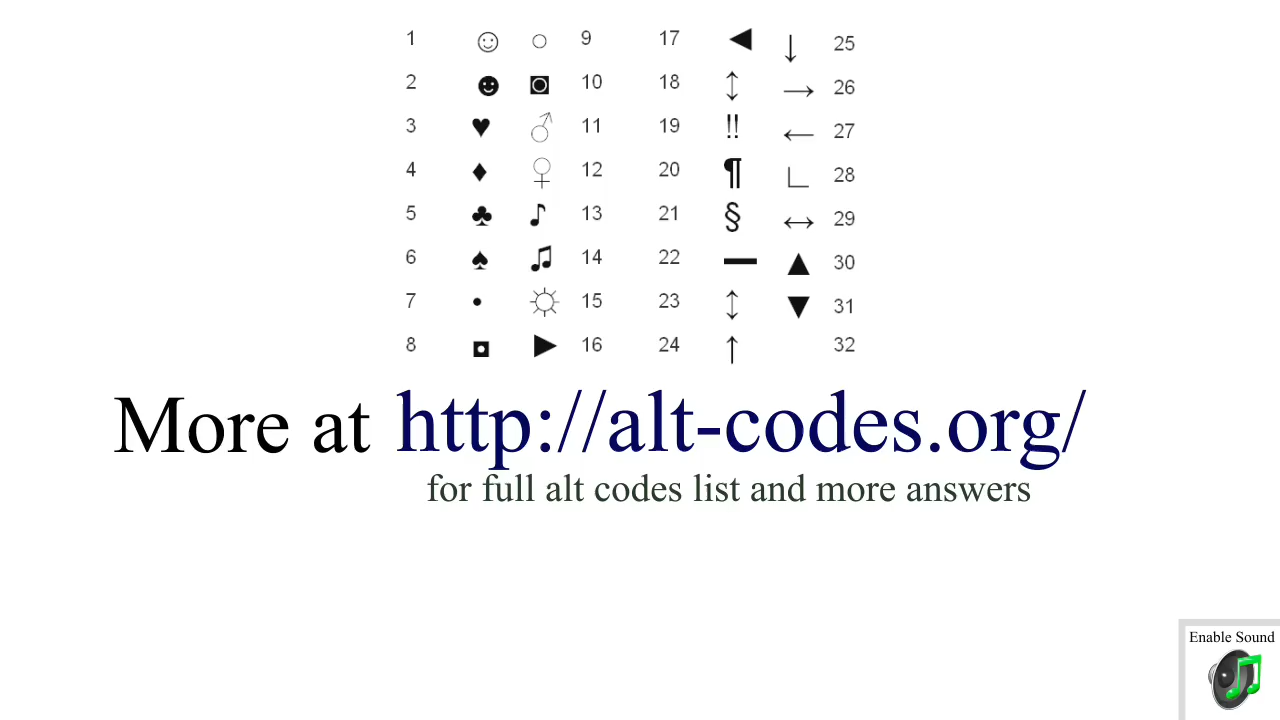 1 ☺ ○ 9 17 ◄ ↓ 25
2 ☻ ◙ 10 18 ↕ → 26
3 ♥ ♂ 11 19 ‼ ← 27
4 ♦ ♀ 12 20 ¶ ∟ 28
5 ♣ ♪ 13 21 § ↔ 29
6 ♠ ♫ 14 22 ▬ ▲ 30
7 • ☼ 15 23 ↕ ▼ 31
8 ◘ ► 16 24 ↑ 32
More at http://alt-codes.org/
for full alt codes list and more answers
Enable Sound